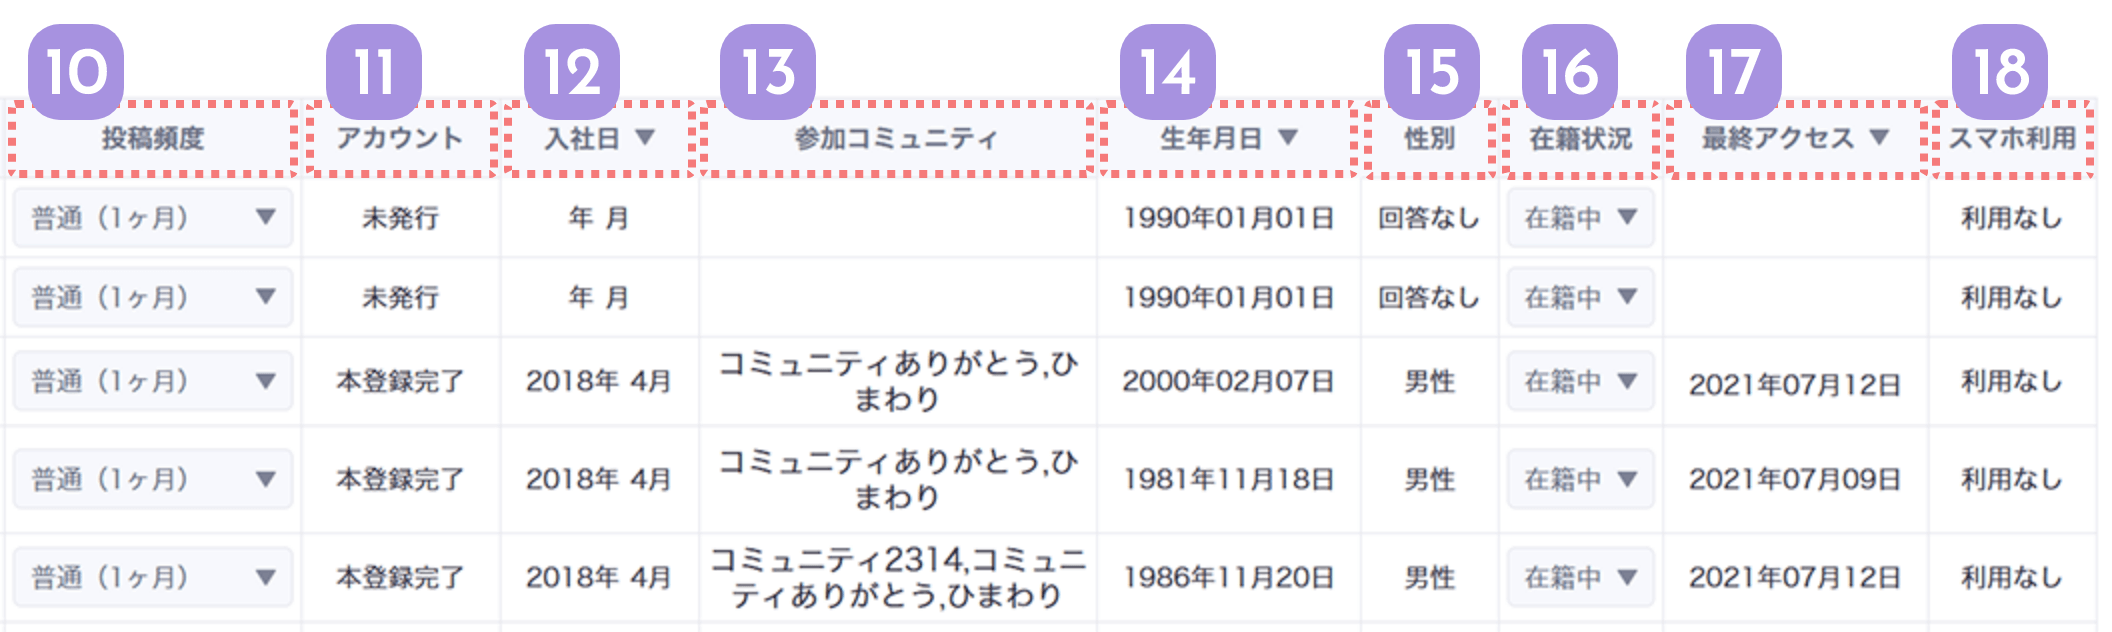 10 11 12 13 14 15 16 17 18
投稿頻度 アカウント 入社日 ▼ 参加コミュニティ 生年月日 ▼ 性別 在籍状況 最終アクセス ▼ スマホ利用
普通（1ヶ月） ▼ 未発行 年 月 1990年01月01日 回答なし 在籍中 ▼ 利用なし
普通（1ヶ月） ▼ 未発行 年 月 1990年01月01日 回答なし 在籍中 ▼ 利用なし
普通（1ヶ月） ▼ 本登録完了 2018年 4月 コミュニティありがとう,ひ
まわり 2000年02月07日 男性 在籍中 ▼ 2021年07月12日 利用なし
普通（1ヶ月） ▼ 本登録完了 2018年 4月 コミュニティありがとう,ひ
まわり 1981年11月18日 男性 在籍中 ▼ 2021年07月09日 利用なし
普通（1ヶ月） ▼ 本登録完了 2018年 4月 コミュニティ2314,コミュニ
ティありがとう,ひまわり 1986年11月20日 男性 在籍中 ▼ 2021年07月12日 利用なし